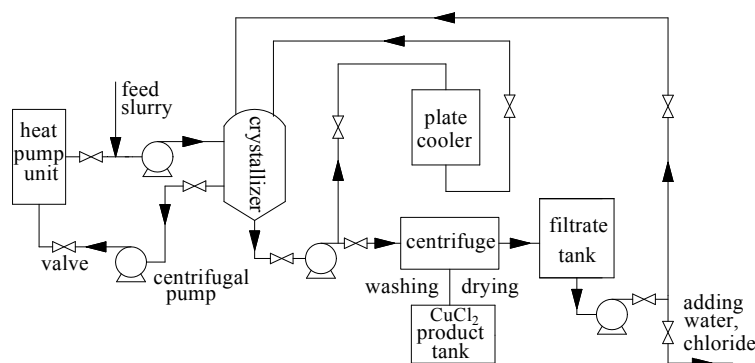 feed
slurry
heat
pump
unit
crystallizer
plate
cooler
valve
centrifugal
pump
centrifuge
filtrate
tank
washing
drying
CuCl₂
product
tank
adding
water,
chloride